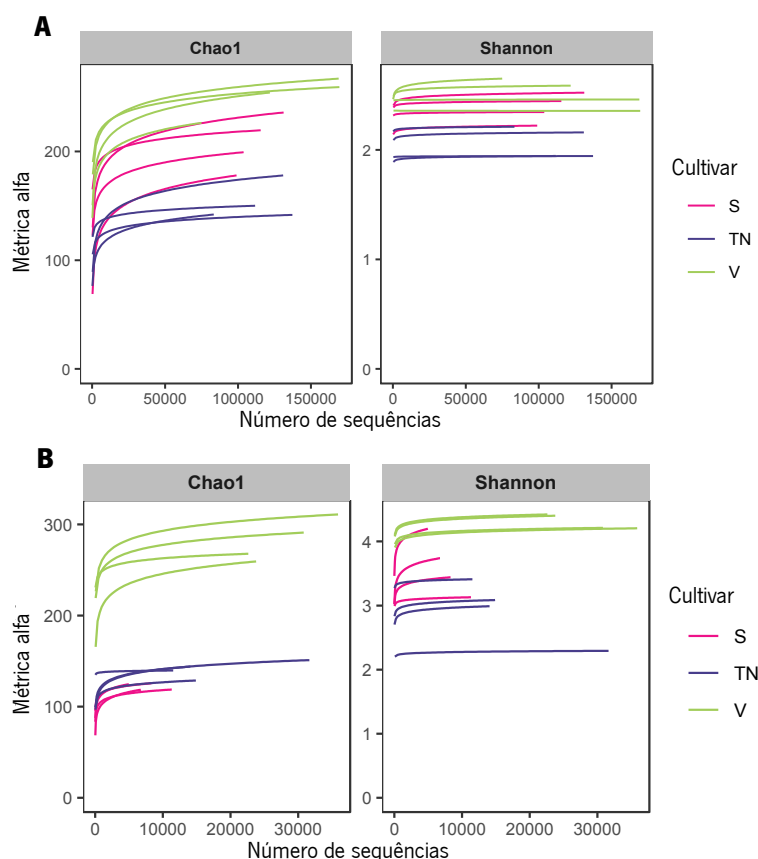 A
Chao1
Shannon
Métrica alfa
200
100
0
2
1
0
0
50000
100000
150000
0
50000
100000
150000
Número de sequências
Cultivar
S
TN
V
B
Chao1
Shannon
Métrica alfa
300
200
100
0
4
3
2
1
0
0
10000
20000
30000
0
10000
20000
30000
Número de sequências
Cultivar
S
TN
V